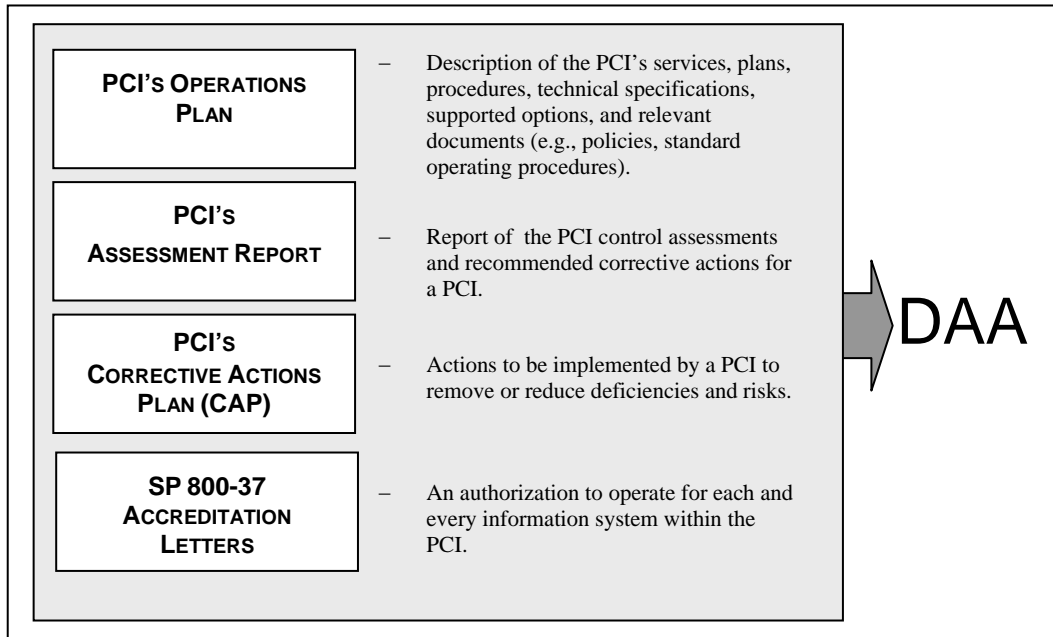 PCI'S OPERATIONS
PLAN
– Description of the PCI's services, plans,
procedures, technical specifications,
supported options, and relevant
documents (e.g., policies, standard
operating procedures).
PCI'S
ASSESSMENT REPORT
– Report of the PCI control assessments
and recommended corrective actions for
a PCI.
PCI'S
CORRECTIVE ACTIONS
PLAN (CAP)
– Actions to be implemented by a PCI to
remove or reduce deficiencies and risks.
SP 800-37
ACCREDITATION
LETTERS
– An authorization to operate for each and
every information system within the
PCI.
DAA